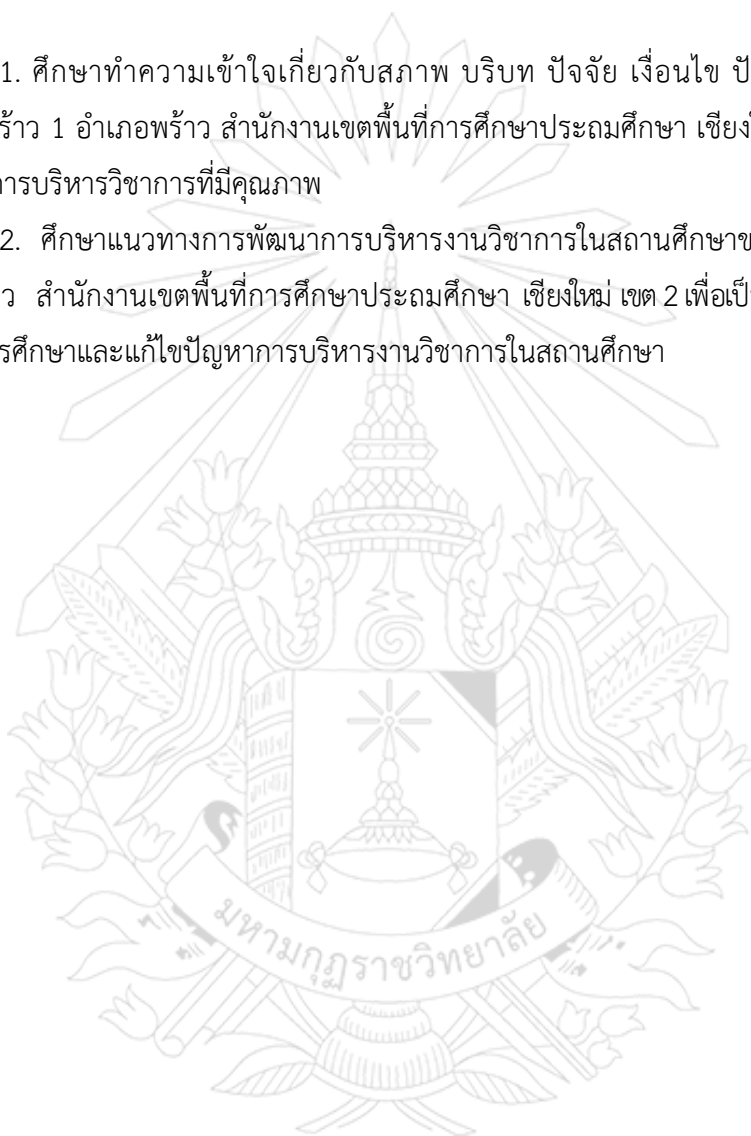 1. ศึกษาทำความเข้าใจเกี่ยวกับสภาพ บริบท ปัจจัย เงื่อนไข
ร้าว 1 อำเภอพร้าว สำนักงานเขตพื้นที่การศึกษาประถมศึกษา
การบริหารวิชาการที่มีคุณภาพ
2. ศึกษาแนวทางการพัฒนาการบริหารงานวิชาการในสถานศึกษาข
ว สำนักงานเขตพื้นที่การศึกษาประถมศึกษา เชียงใหม่ เขต 2 เพื่อเป็
รศึกษาและแก้ไขปัญหาการบริหารงานวิชาการในสถานศึกษา
มหามกุฏราชวิทยาลัย